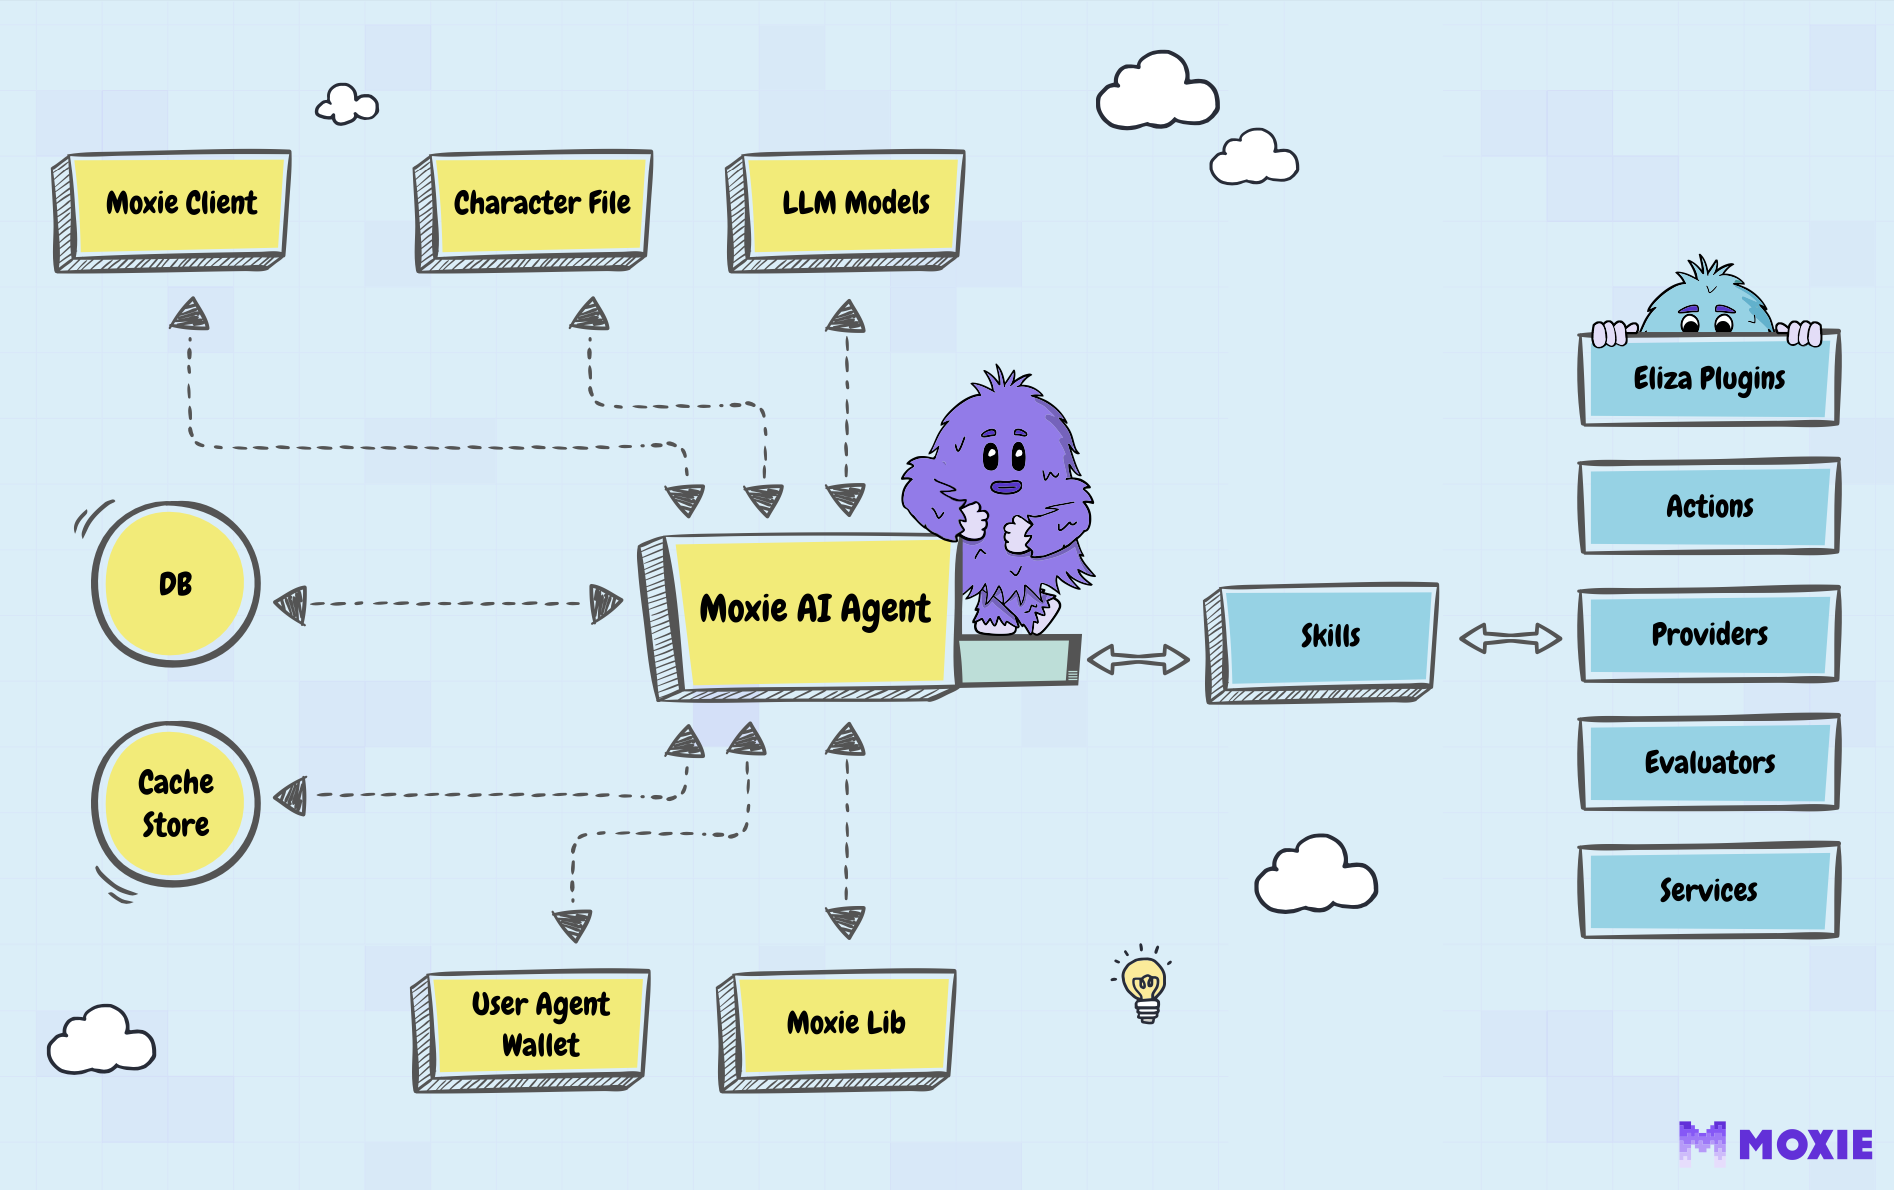 Moxie Client
Character File
LLM Models
Eliza Plugins
Actions
DB
Moxie AI Agent
Skills
Providers
Cache
Store
Evaluators
Services
User Agent
Wallet
Moxie Lib
MOXIE